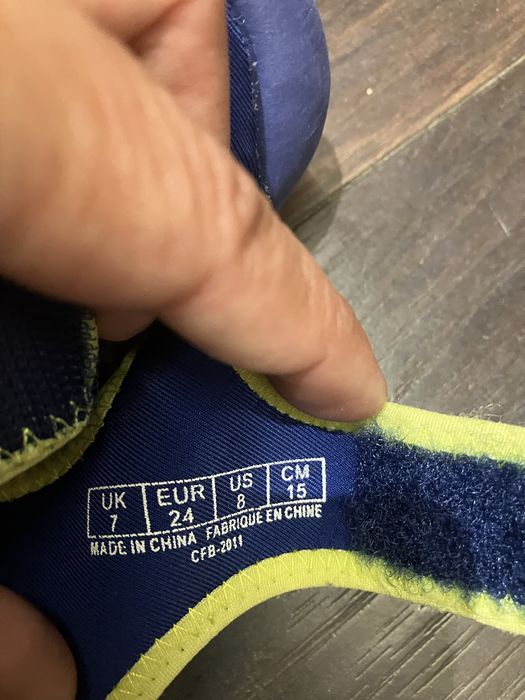 UK EUR US CM
7 24 8 15
MADE IN CHINA FABRIQUE EN CHINE
CFB-2011